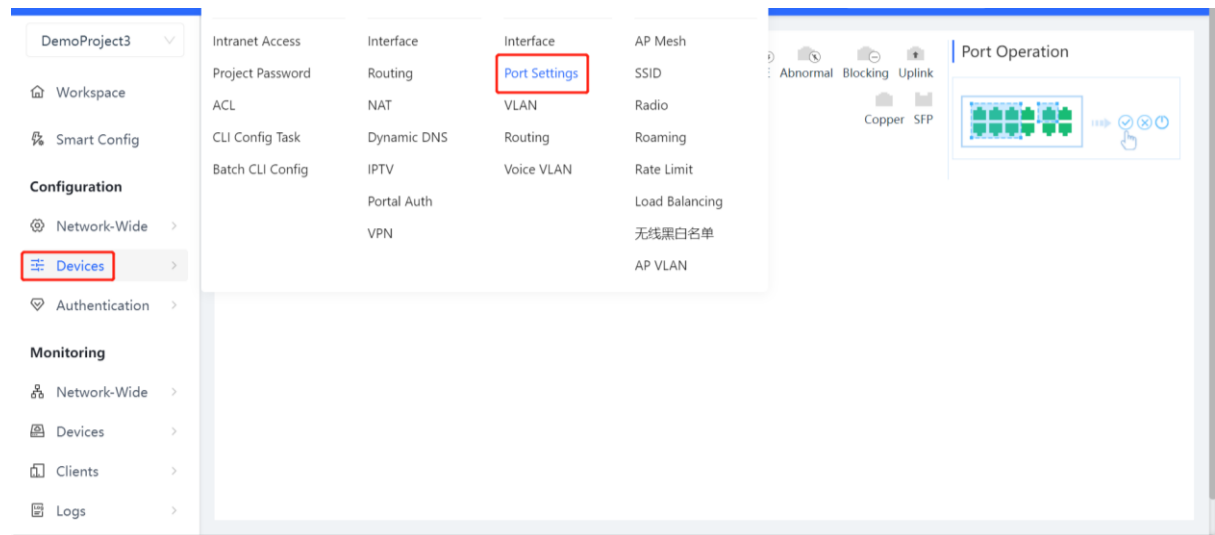 DemoProject3
Workspace
Smart Config
Configuration
Network-Wide
Devices
Authentication
Monitoring
Network-Wide
Devices
Clients
Logs
Intranet Access
Project Password
ACL
CLI Config Task
Batch CLI Config
Interface
Routing
NAT
Dynamic DNS
IPTV
Portal Auth
VPN
Interface
Port Settings
VLAN
Routing
Voice VLAN
AP Mesh
SSID
Radio
Roaming
Rate Limit
Load Balancing
无线黑白名单
AP VLAN
Abnormal Blocking Uplink
Copper SFP
Port Operation